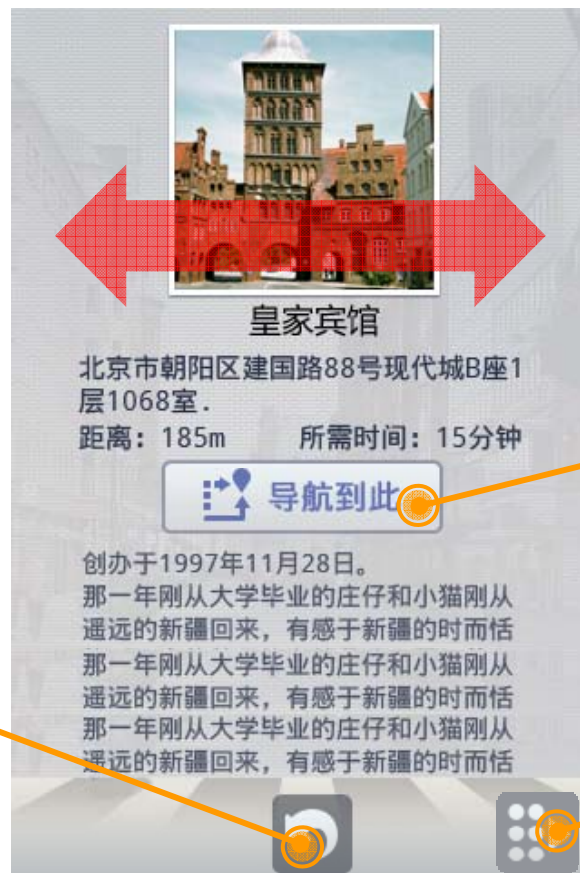 皇家宾馆
北京市朝阳区建国路88号现代城B座1
层1068室.
距离：185m 所需时间：15分钟
导航到此
创办于1997年11月28日。
那一年刚从大学毕业的庄仔和小猫刚从
遥远的新疆回来，有感于新疆的时而恬
那一年刚从大学毕业的庄仔和小猫刚从
遥远的新疆回来，有感于新疆的时而恬
那一年刚从大学毕业的庄仔和小猫刚从
遥远的新疆回来，有感于新疆的时而恬